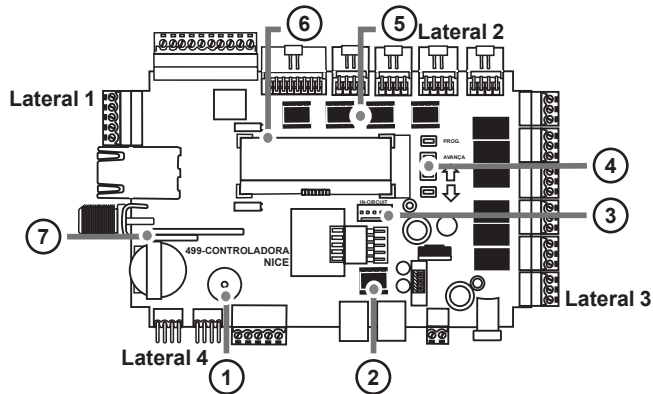 6
5
Lateral 2
Lateral 1
PROG.
AVANÇA
4
IN-CIRCUIT
3
7
499-CONTROLADORA
NICE
Lateral 3
Lateral 4
1
2